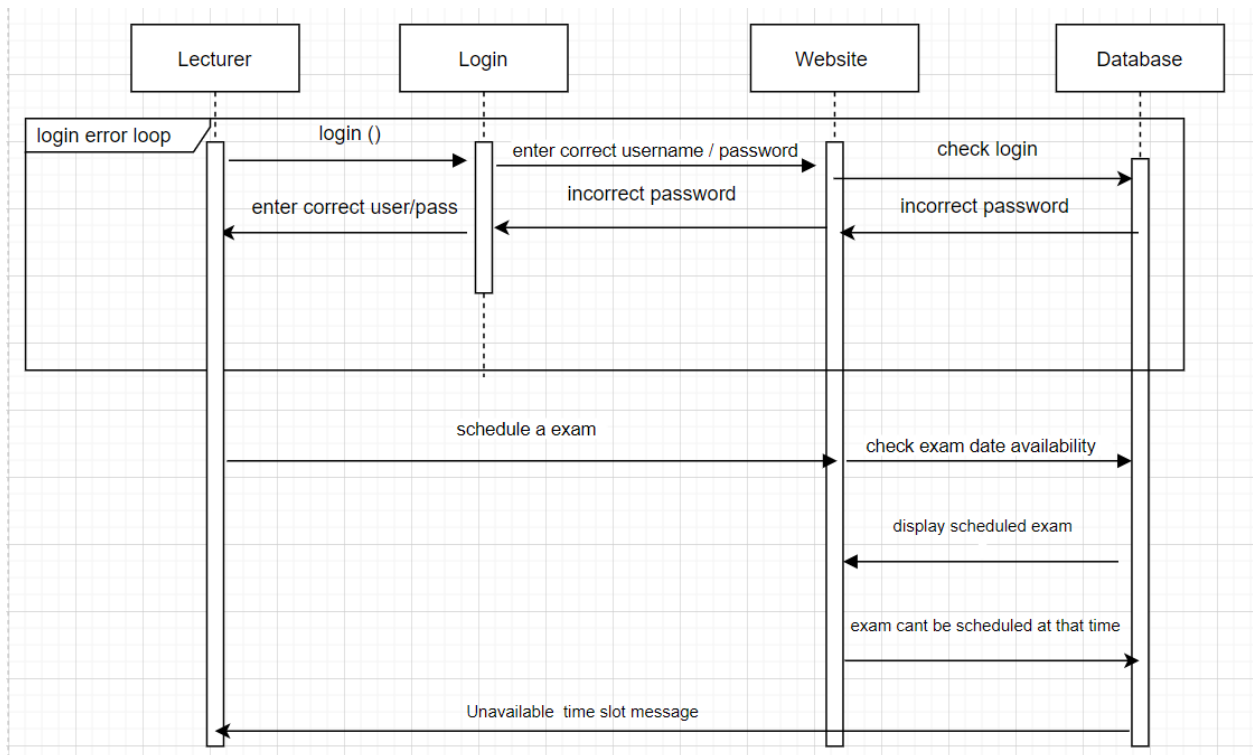 Lecturer
Login
Website
Database
login error loop
login ()
enter correct username / password
check login
enter correct user/pass
incorrect password
incorrect password
schedule a exam
check exam date availability
display scheduled exam
exam cant be scheduled at that time
Unavailable time slot message